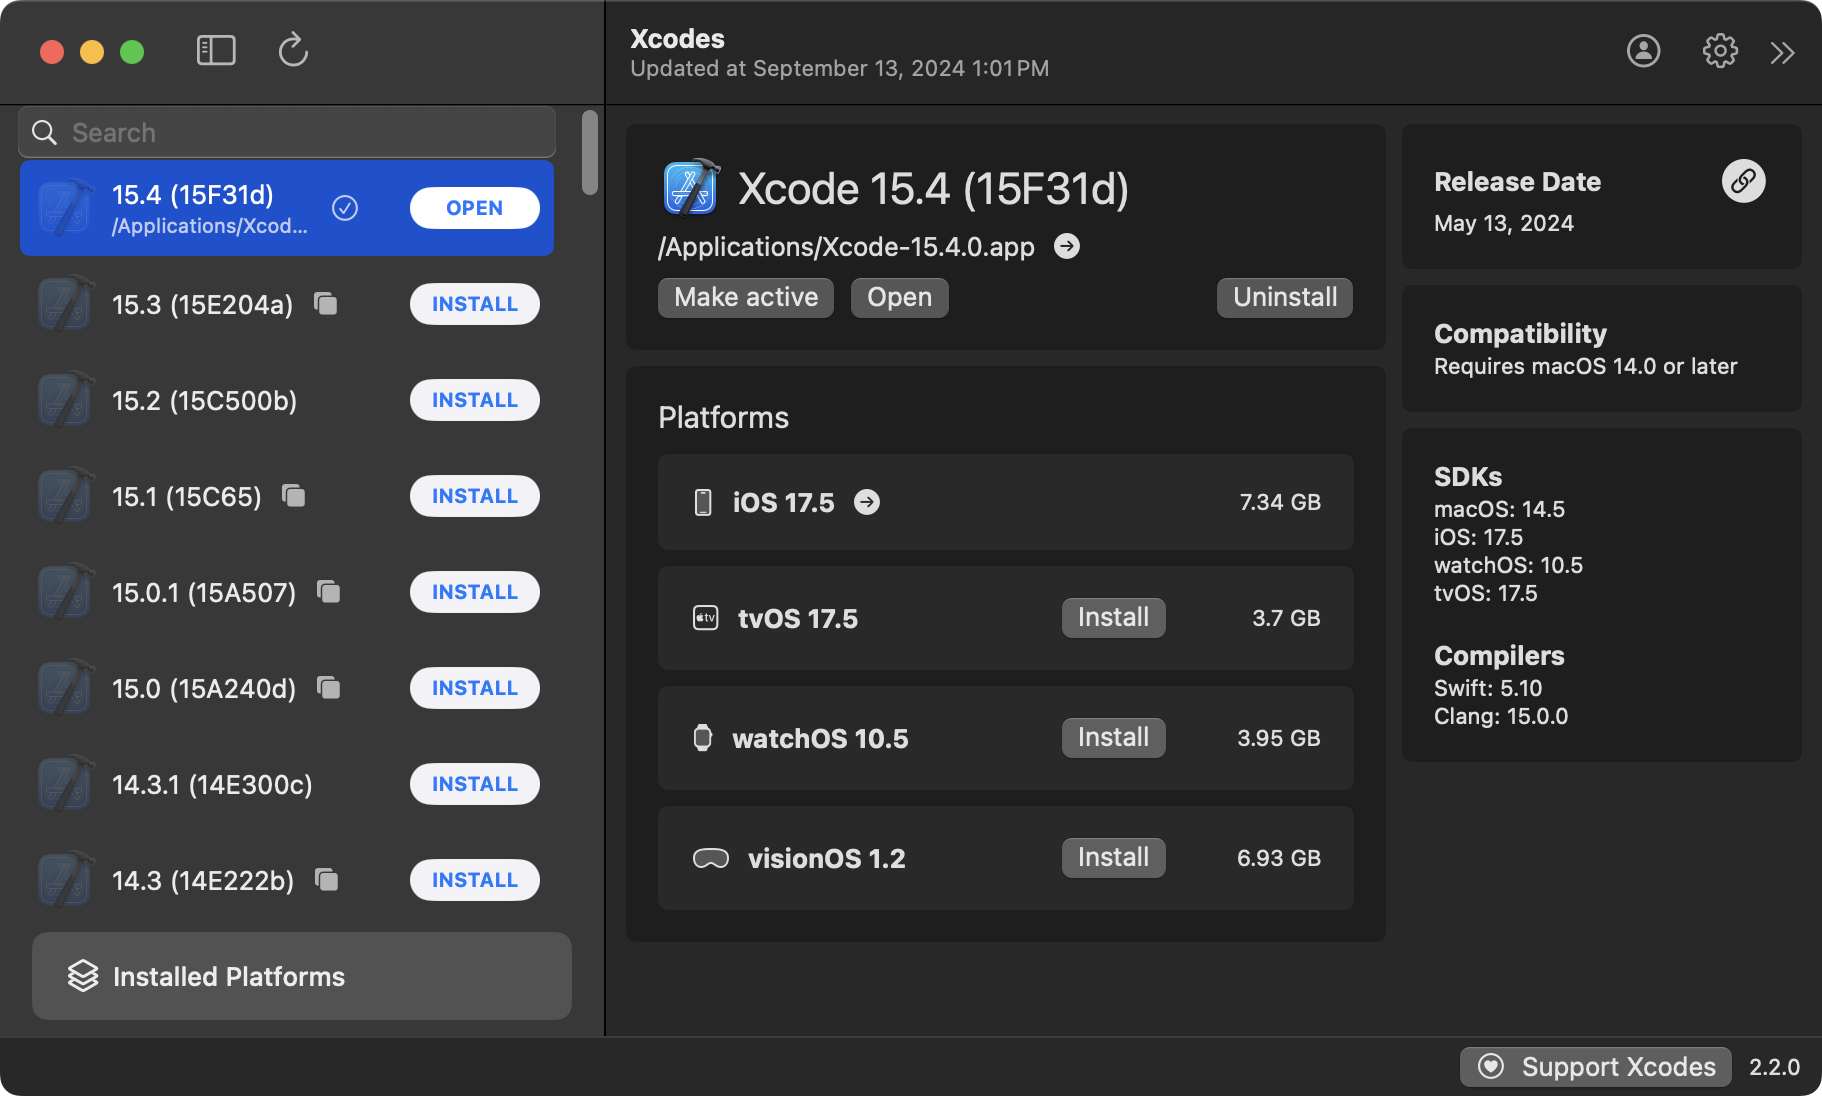 Xcodes
Updated at September 13, 2024 1:01 PM
Search
15.4 (15F31d)
/Applications/Xcod...
OPEN
15.3 (15E204a)
INSTALL
15.2 (15C500b)
INSTALL
15.1 (15C65)
INSTALL
15.0.1 (15A507)
INSTALL
15.0 (15A240d)
INSTALL
14.3.1 (14E300c)
INSTALL
14.3 (14E222b)
INSTALL
Installed Platforms
Xcode 15.4 (15F31d)
/Applications/Xcode-15.4.0.app
Make active
Open
Uninstall
Platforms
iOS 17.5
7.34 GB
tv
tvOS 17.5
Install
3.7 GB
watchOS 10.5
Install
3.95 GB
visionOS 1.2
Install
6.93 GB
Release Date
May 13, 2024
Compatibility
Requires macOS 14.0 or later
SDKs
macOS: 14.5
iOS: 17.5
watchOS: 10.5
tvOS: 17.5
Compilers
Swift: 5.10
Clang: 15.0.0
Support Xcodes
2.2.0